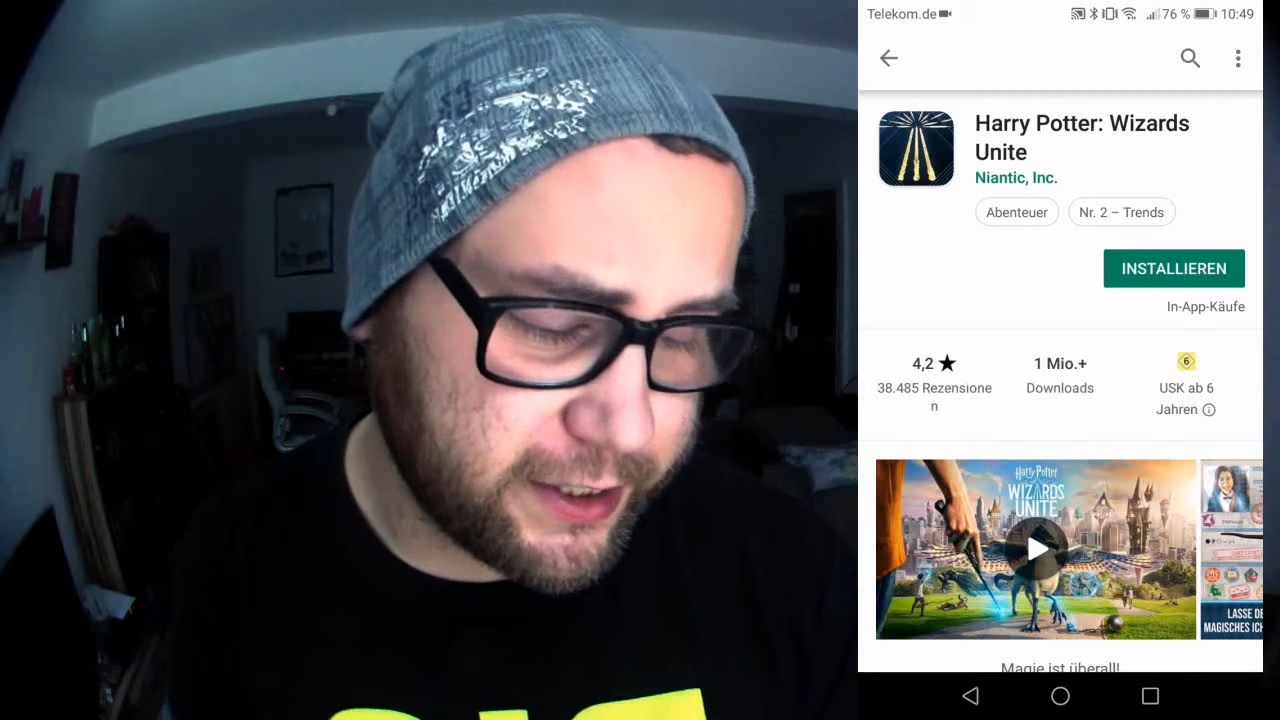 Telekom.de
76 %
10:49
Harry Potter: Wizards
Unite
Niantic, Inc.
Abenteuer
Nr. 2 – Trends
INSTALLIEREN
In-App-Käufe
4,2 ★
38.485 Rezensione
n
1 Mio.+
Downloads
6
USK ab 6
Jahren
Harry Potter
WIZARDS
UNITE
LASSE DE
MAGISCHES ICH
Magie ist überall!